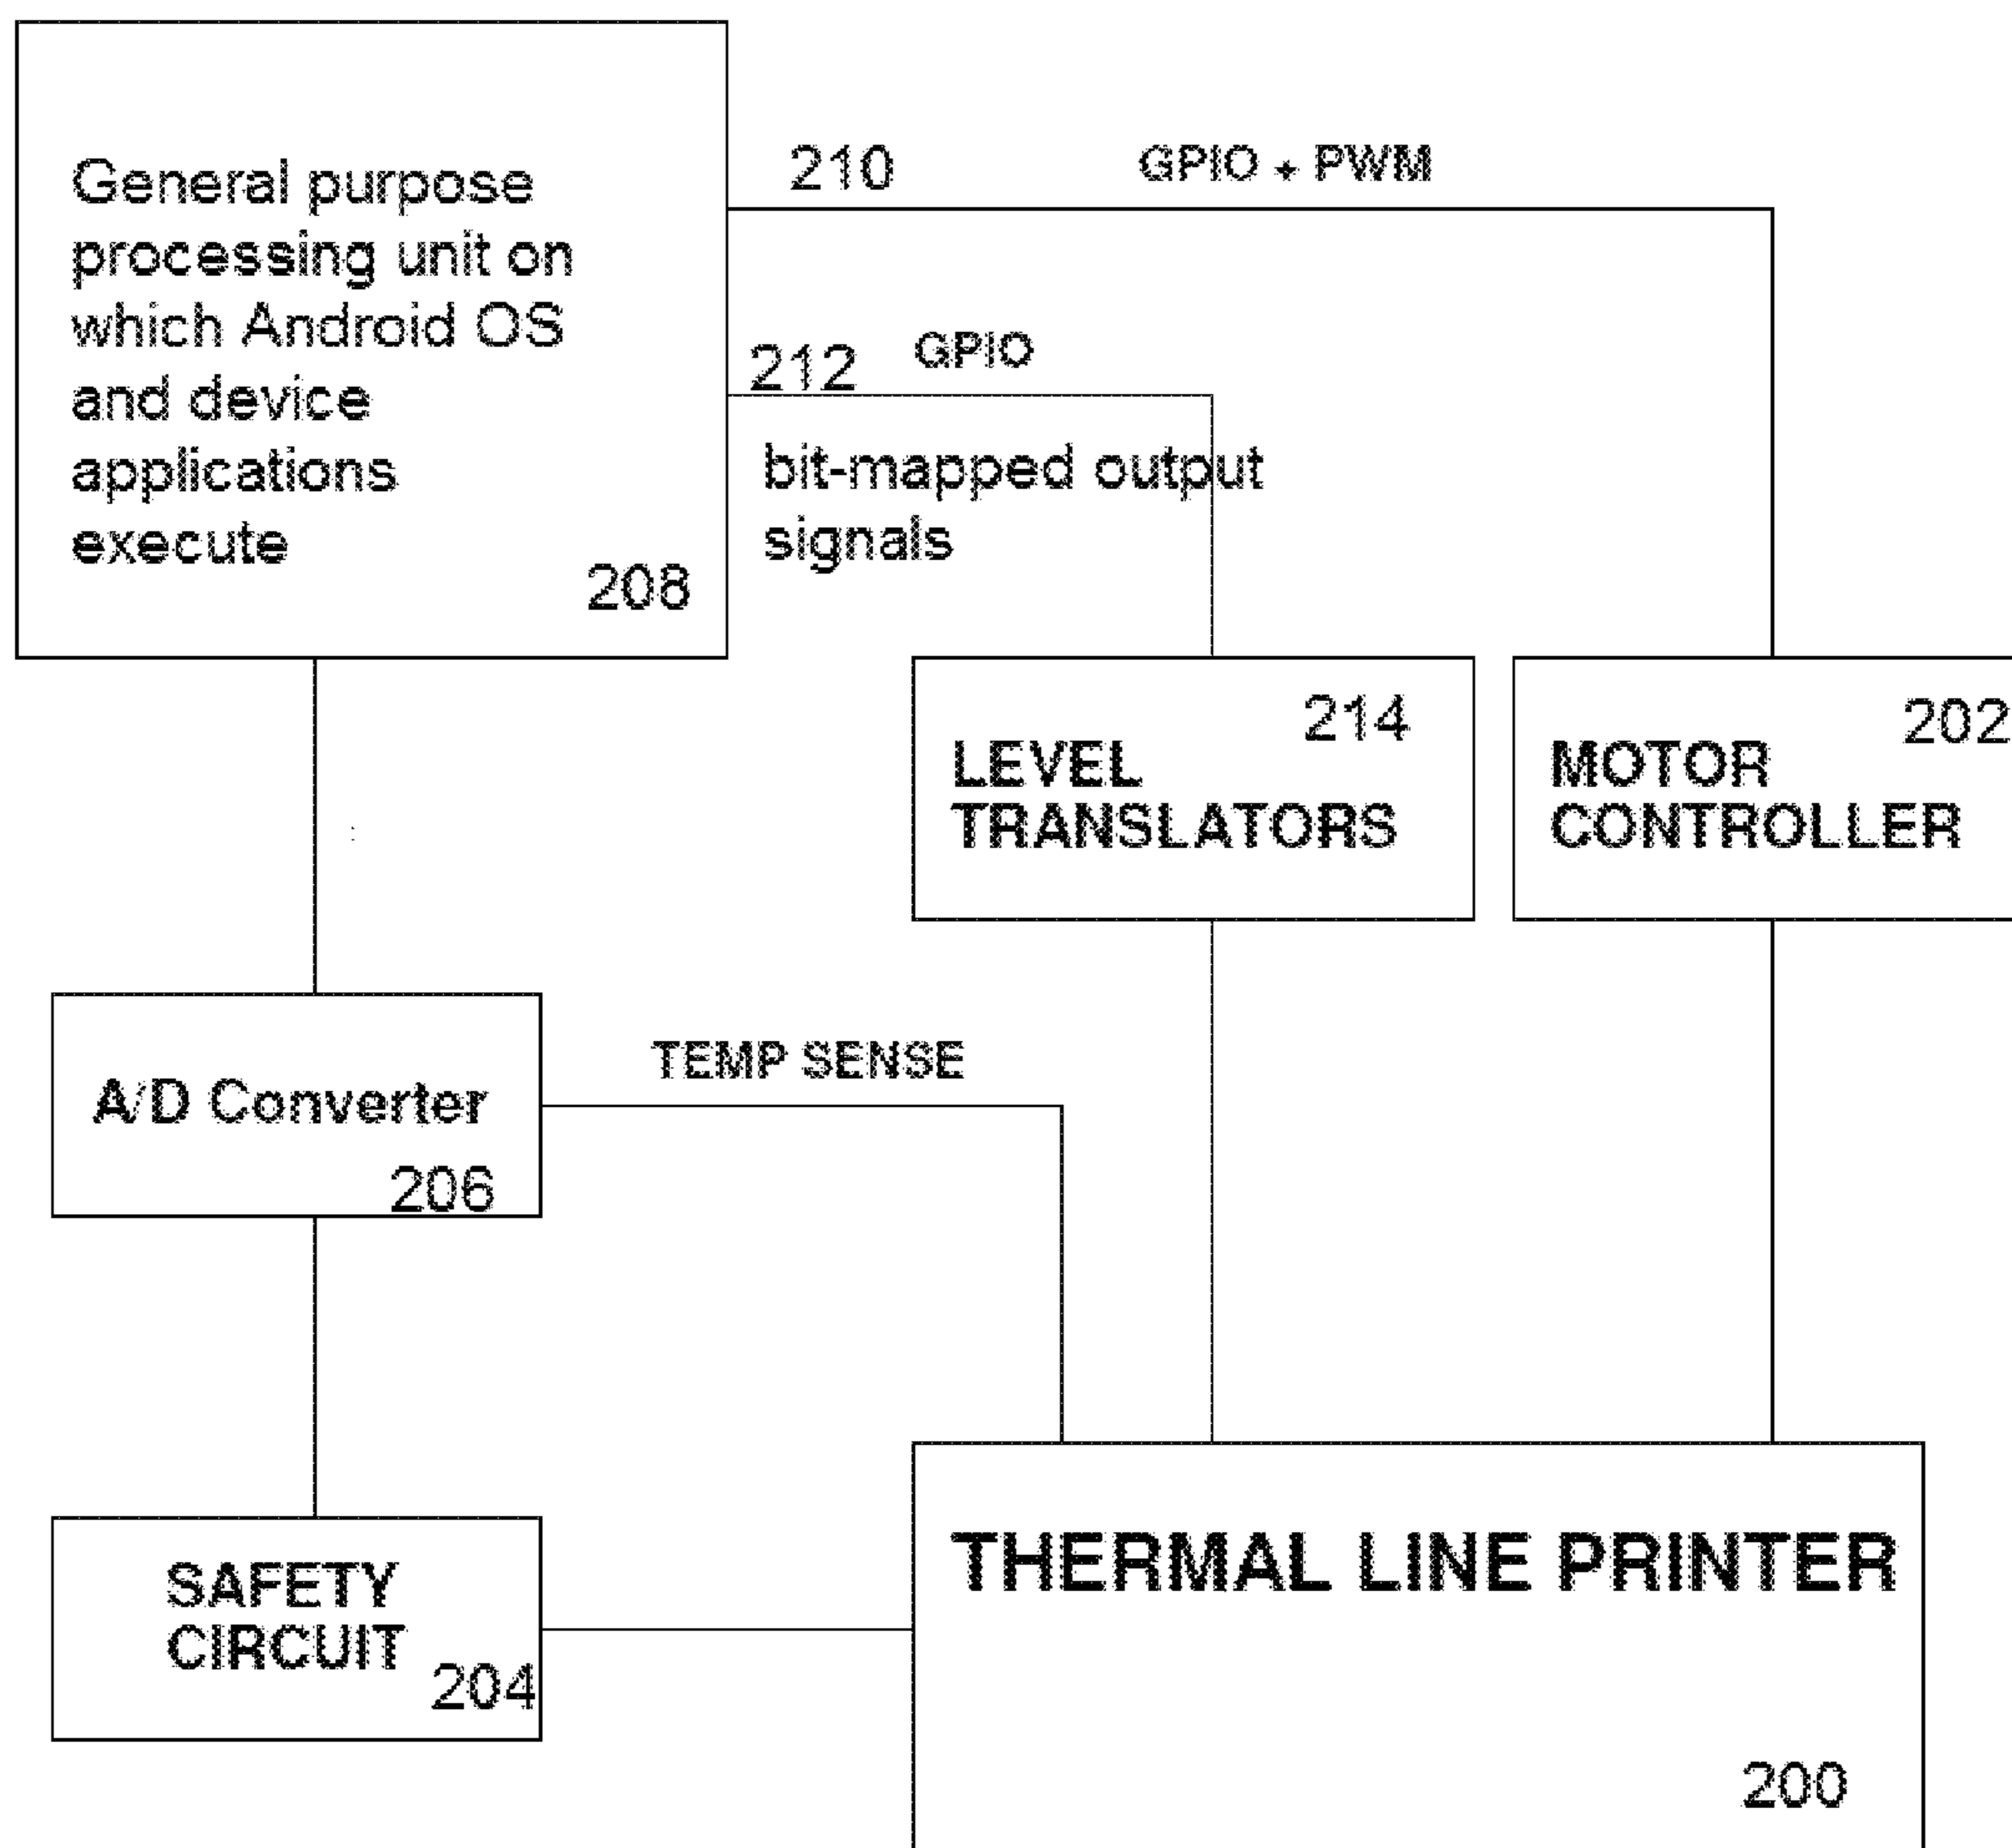 General purpose
processing unit on
which Android OS
and device
applications
execute
208
210
GPIO + PWM
212
GPIO
bit-mapped output
signals
214
LEVEL
TRANSLATORS
202
MOTOR
CONTROLLER
A/D Converter
206
TEMP SENSE
SAFETY
CIRCUIT
204
THERMAL LINE PRINTER
200